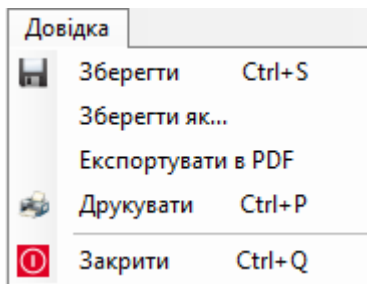 Довідка
Зберегти Ctrl+S
Зберегти як...
Експортувати в PDF
Друкувати Ctrl+P
Закрити Ctrl+Q